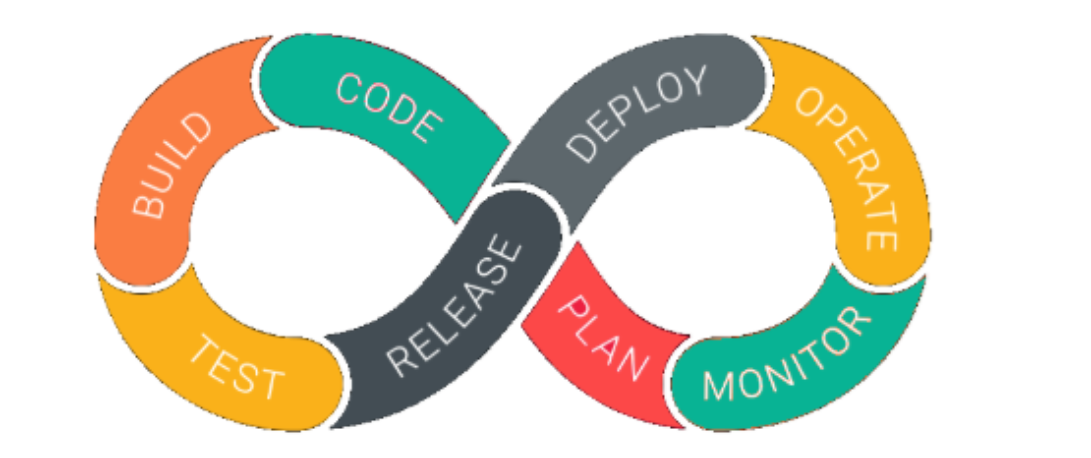 CODE
DEPLOY
OPERATE
BUILD
RELEASE
PLAN
MONITOR
TEST